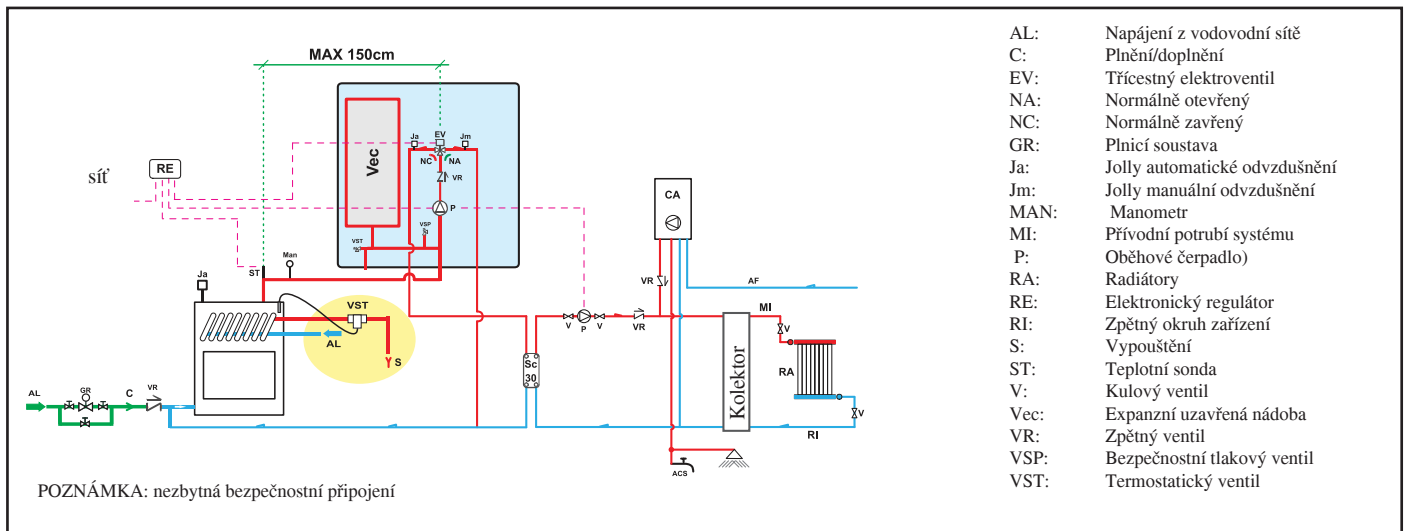 MAX 150cm
Vec
Ja
EV
Jm
NC
NA
VR
P
VSP
VST
síť
RE
ST
Man
Ja
VST
AL
S
AL
GR
C
VR
CA
VR
AF
MI
V
P
V
VR
Sc
30
Kolektor
V
RA
V
RI
ACS
POZNÁMKA: nezbytná bezpečnostní připojení
AL: Napájení z vodovodní sítě
C: Plnění/doplnění
EV: Třícestný elektroventil
NA: Normálně otevřený
NC: Normálně zavřený
GR: Plnicí soustava
Ja: Jolly automatické odvzdušnění
Jm: Jolly manuální odvzdušnění
MAN: Manometr
MI: Přívodní potrubí systému
P: Oběhové čerpadlo)
RA: Radiátory
RE: Elektronický regulátor
RI: Zpětný okruh zařízení
S: Vypouštění
ST: Teplotní sonda
V: Kulový ventil
Vec: Expanzní uzavřená nádoba
VR: Zpětný ventil
VSP: Bezpečnostní tlakový ventil
VST: Termostatický ventil